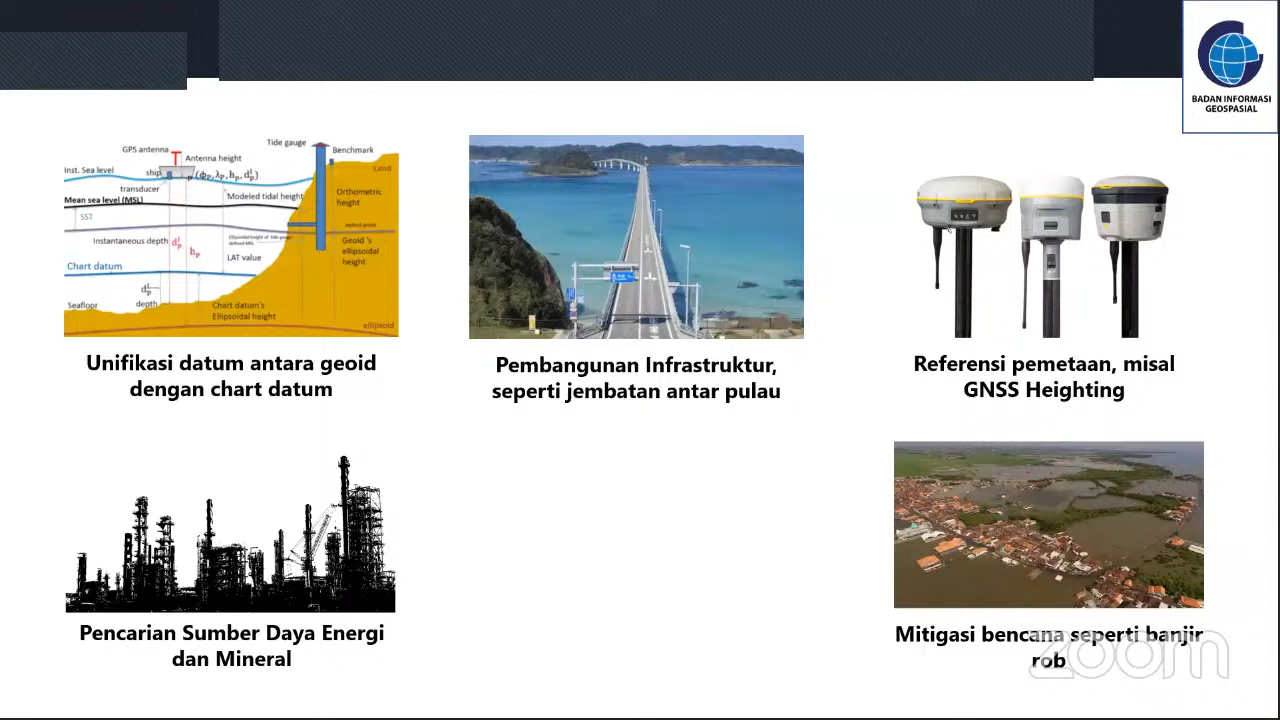 BADAN INFORMASI
GEOSPASIAL
GPS antenna
Antenna height
Tide gauge
Benchmark
Inst. Sea level
ship
Land
transducer
Modeled tidal height
Orthometric
height
Mean sea level (MSL)
SST
Instantaneous depth
LAT value
Geoid 's
ellipsoidal
height
Chart datum
Seafloor
depth
Chart datum's
Ellipsoidal height
ellipsoid
Unifikasi datum antara geoid
dengan chart datum
Pembangunan Infrastruktur,
seperti jembatan antar pulau
Referensi pemetaan, misal
GNSS Heighting
Pencarian Sumber Daya Energi
dan Mineral
Mitigasi bencana seperti banjir
rob
zoom